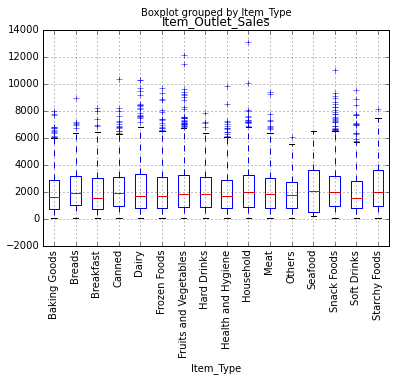 Boxplot grouped by Item_Type
Item_Outlet_Sales
14000
12000
10000
8000
6000
4000
2000
0
−2000
Baking Goods
Breads
Breakfast
Canned
Dairy
Frozen Foods
Fruits and Vegetables
Hard Drinks
Health and Hygiene
Household
Meat
Others
Seafood
Snack Foods
Soft Drinks
Starchy Foods
Item_Type